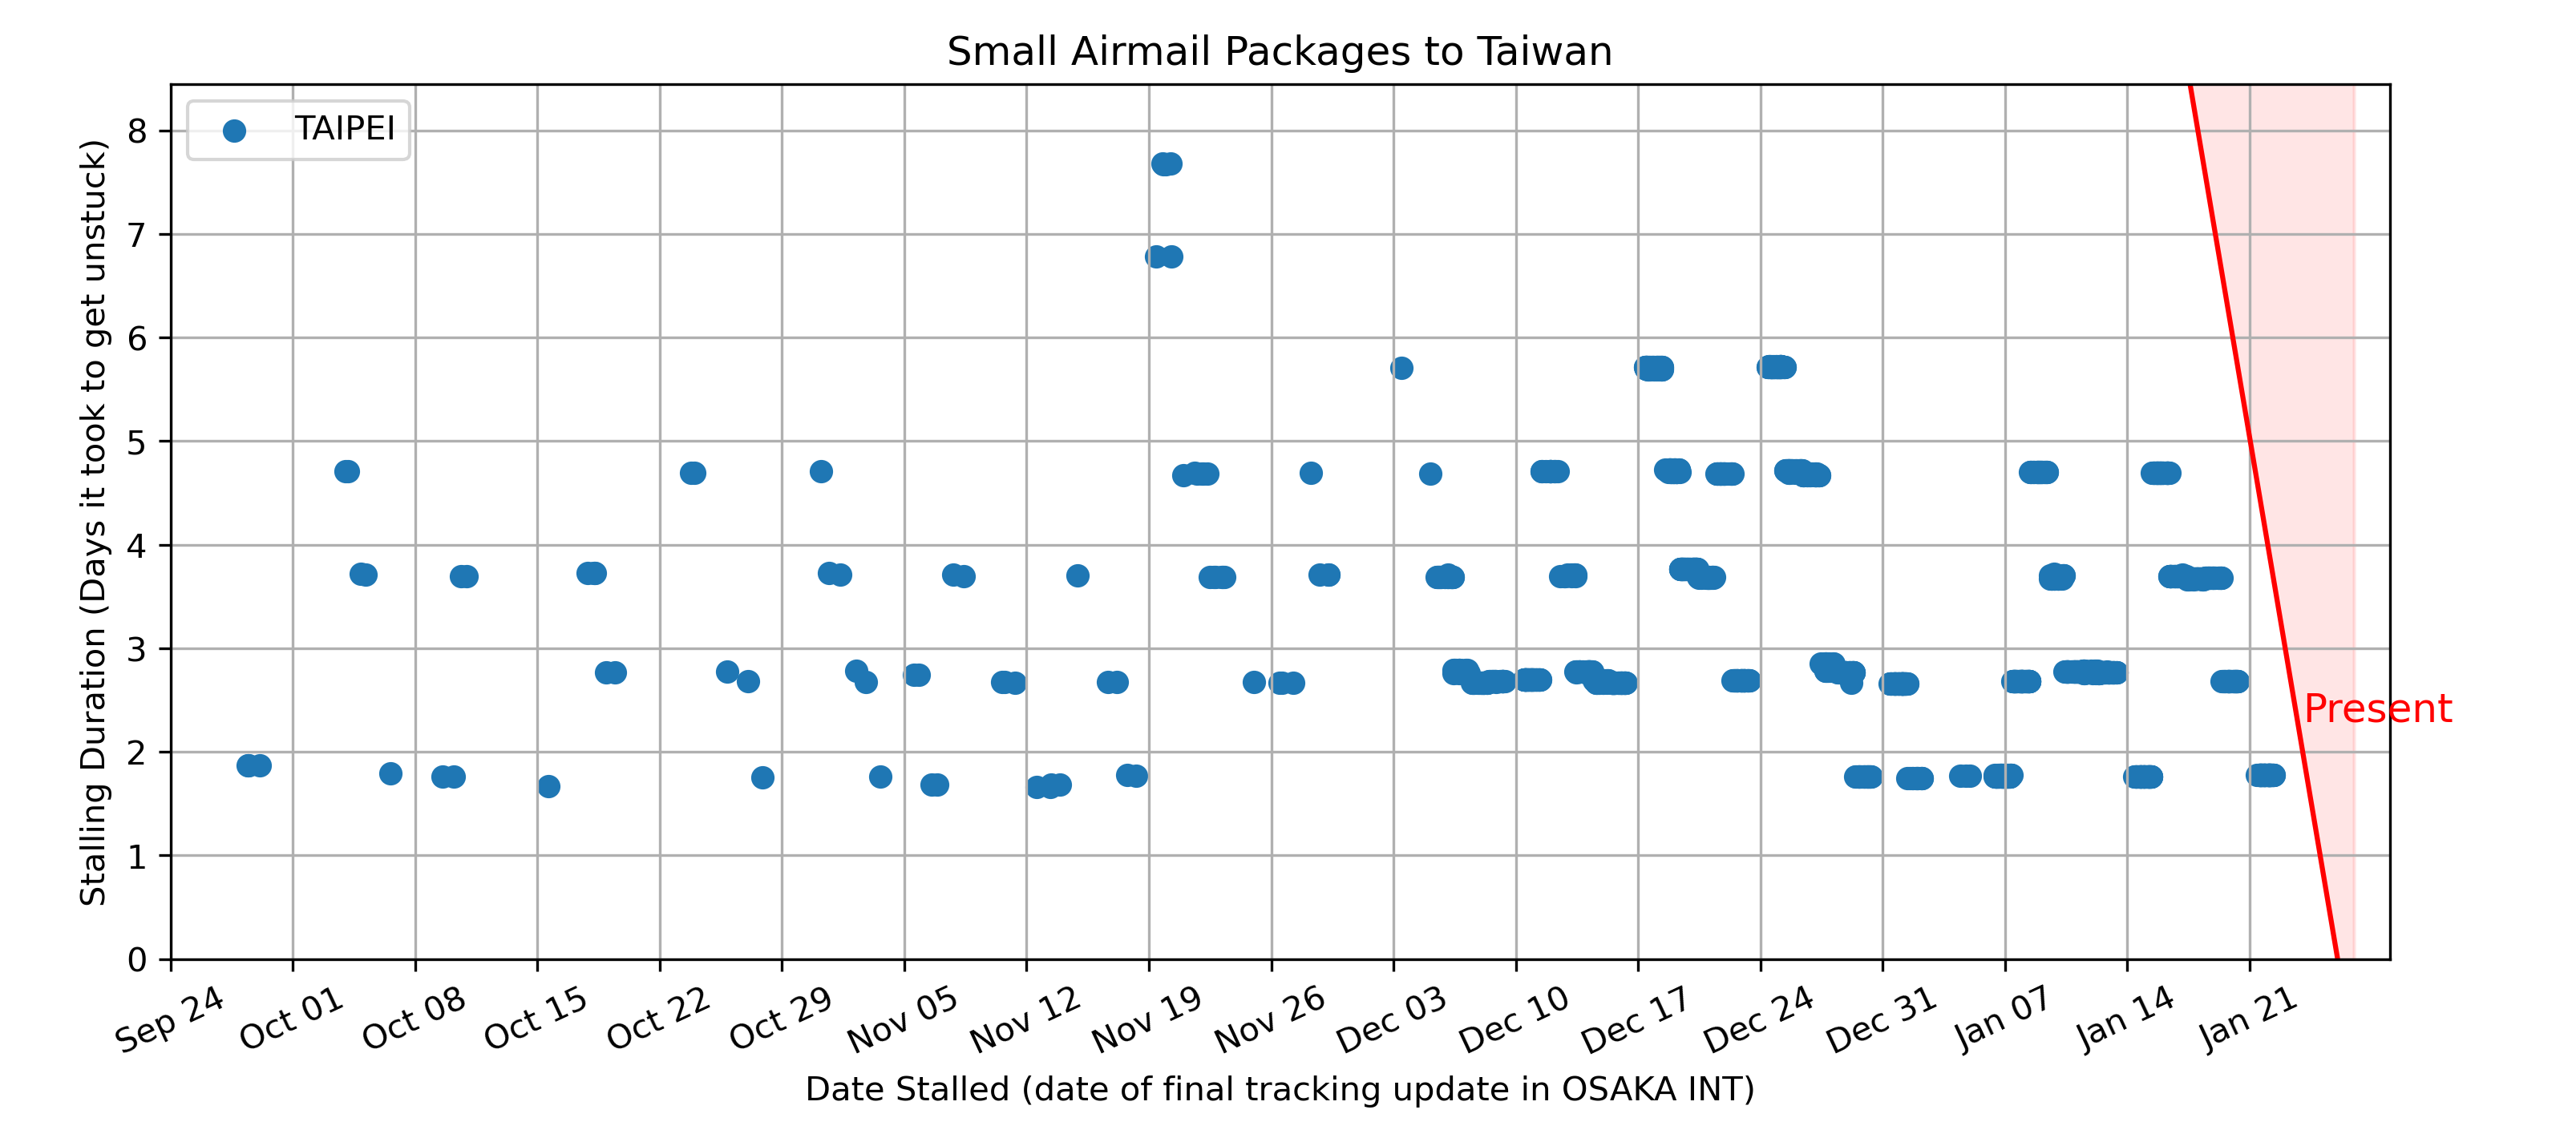 Small Airmail Packages to Taiwan
TAIPEI
Stalling Duration (Days it took to get unstuck)
8
7
6
5
4
3
2
1
0
Present
Sep 24
Oct 01
Oct 08
Oct 15
Oct 22
Oct 29
Nov 05
Nov 12
Nov 19
Nov 26
Dec 03
Dec 10
Dec 17
Dec 24
Dec 31
Jan 07
Jan 14
Jan 21
Date Stalled (date of final tracking update in OSAKA INT)